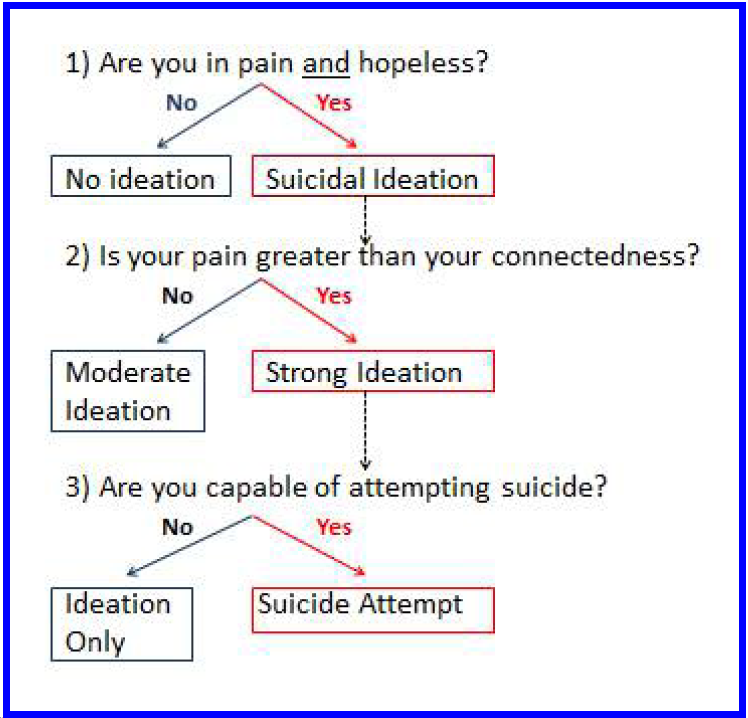 1) Are you in pain and hopeless?
No Yes
No ideation Suicidal Ideation
2) Is your pain greater than your connectedness?
No Yes
Moderate Strong Ideation
Ideation
3) Are you capable of attempting suicide?
No Yes
Ideation Suicide Attempt
Only